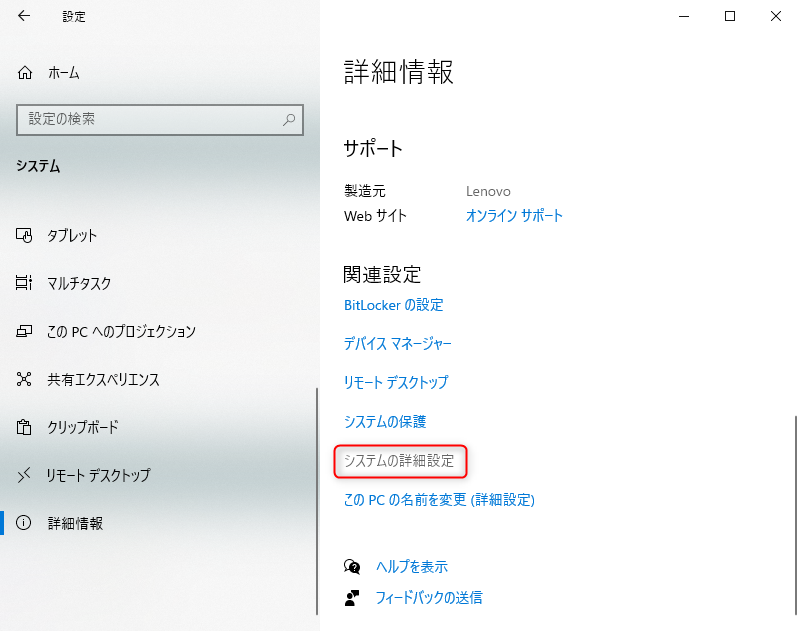 設定
ホーム
設定の検索
システム
タブレット
マルチタスク
この PC へのプロジェクション
共有エクスペリエンス
クリップボード
リモート デスクトップ
詳細情報
詳細情報
サポート
製造元 Lenovo
Web サイト オンライン サポート
関連設定
BitLocker の設定
デバイス マネージャー
リモート デスクトップ
システムの保護
システムの詳細設定
この PC の名前を変更 (詳細設定)
ヘルプを表示
フィードバックの送信